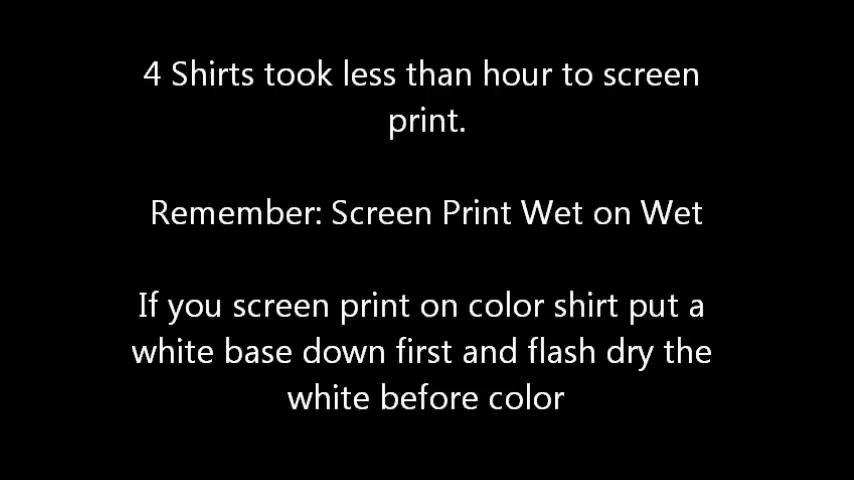 4 Shirts took less than hour to screen
print.
Remember: Screen Print Wet on Wet
If you screen print on color shirt put a
white base down first and flash dry the
white before color